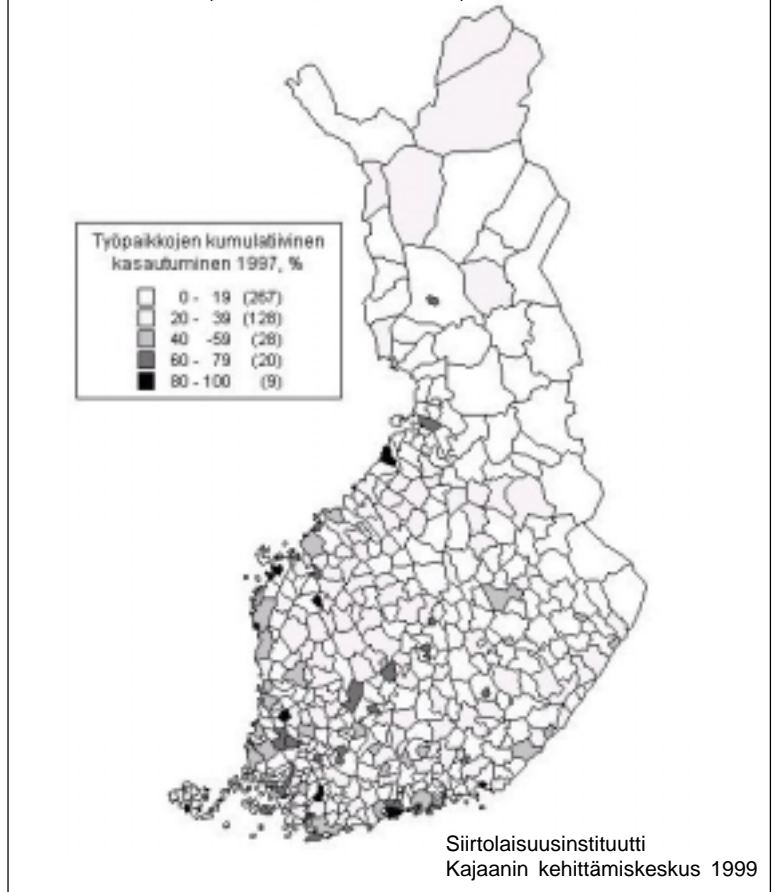 Työpaikkojen kumulatiivinen
kasautuminen 1997, %
0 - 19 (267)
20 - 39 (128)
40 -59 (28)
60 - 79 (20)
80 - 100 (9)
Siirtolaisuusinstituutti
Kajaanin kehittämiskeskus 1999